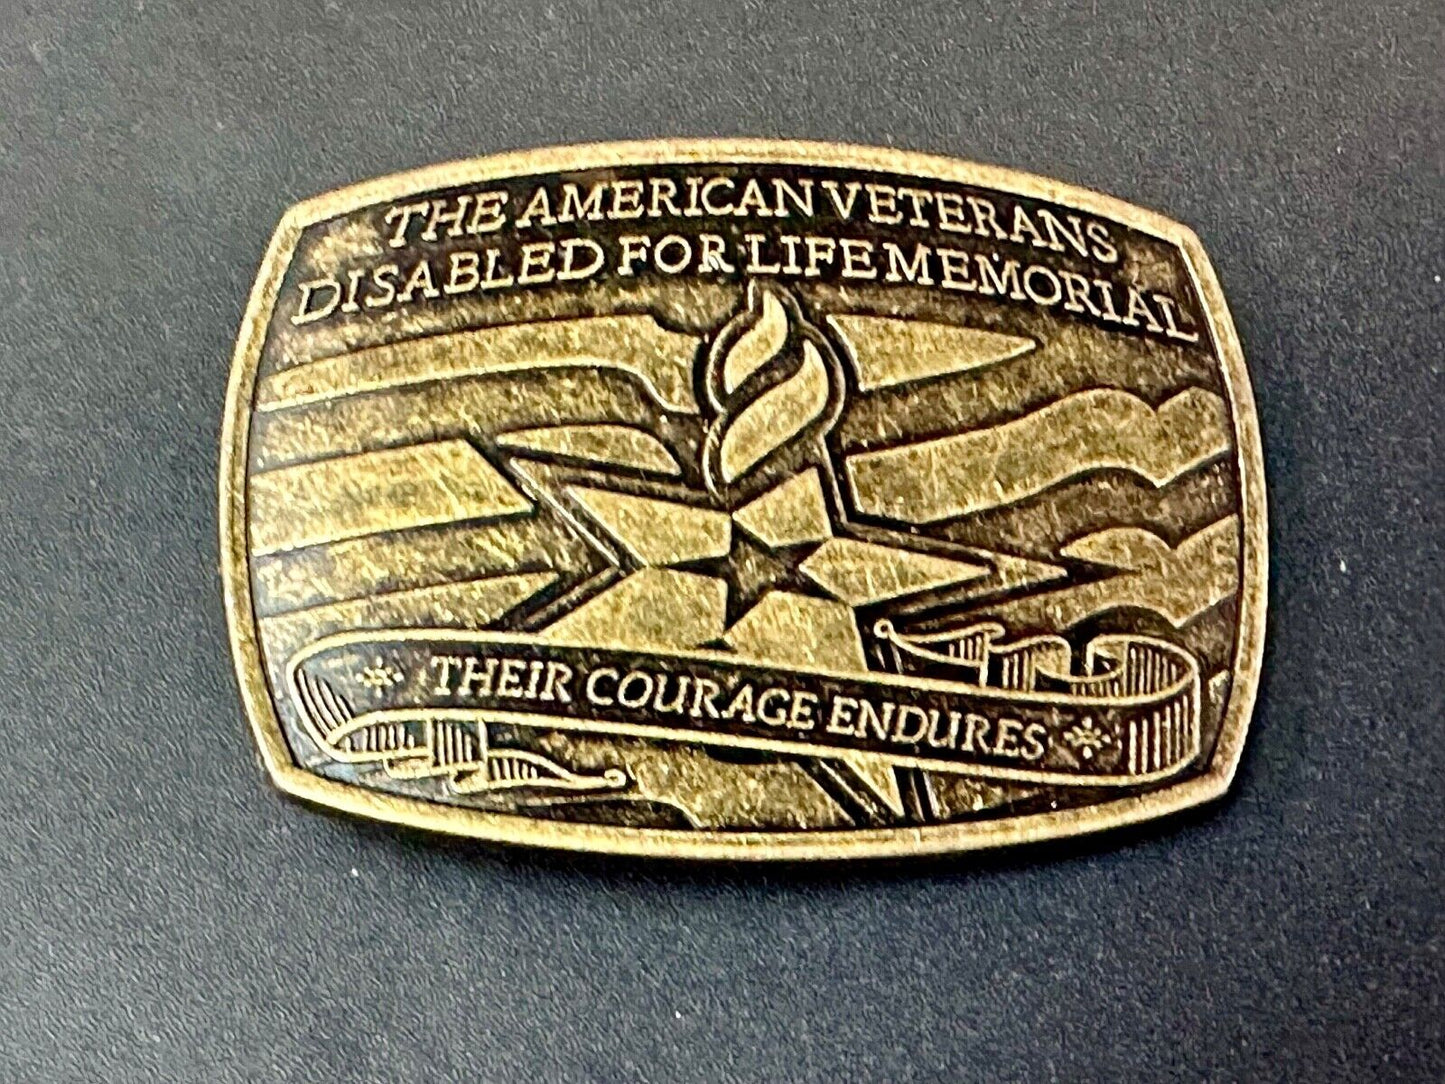 THE AMERICAN VETERANS
DISABLED FOR LIFE MEMORIAL
THEIR COURAGE ENDURES